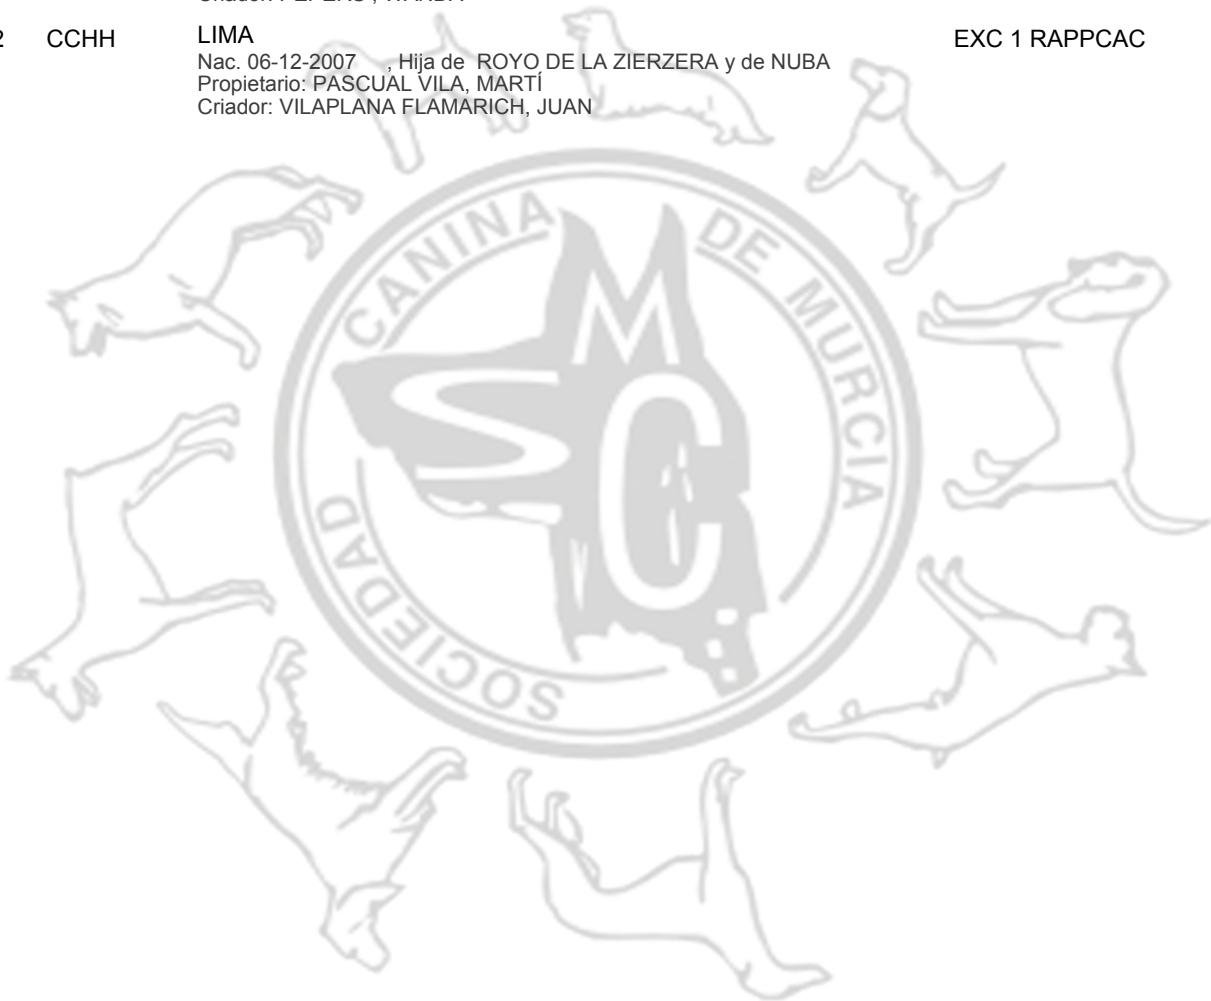 2 CCHH LIMA EXC 1 RAPPCAC
Nac. 06-12-2007 , Hija de ROYO DE LA ZIERZERA y de NUBA
Propietario: PASCUAL VILA, MARTÍ
Criador: VILAPLANA FLAMARICH, JUAN
SOCIEDAD CANINA DE MURCIA
M
S
C